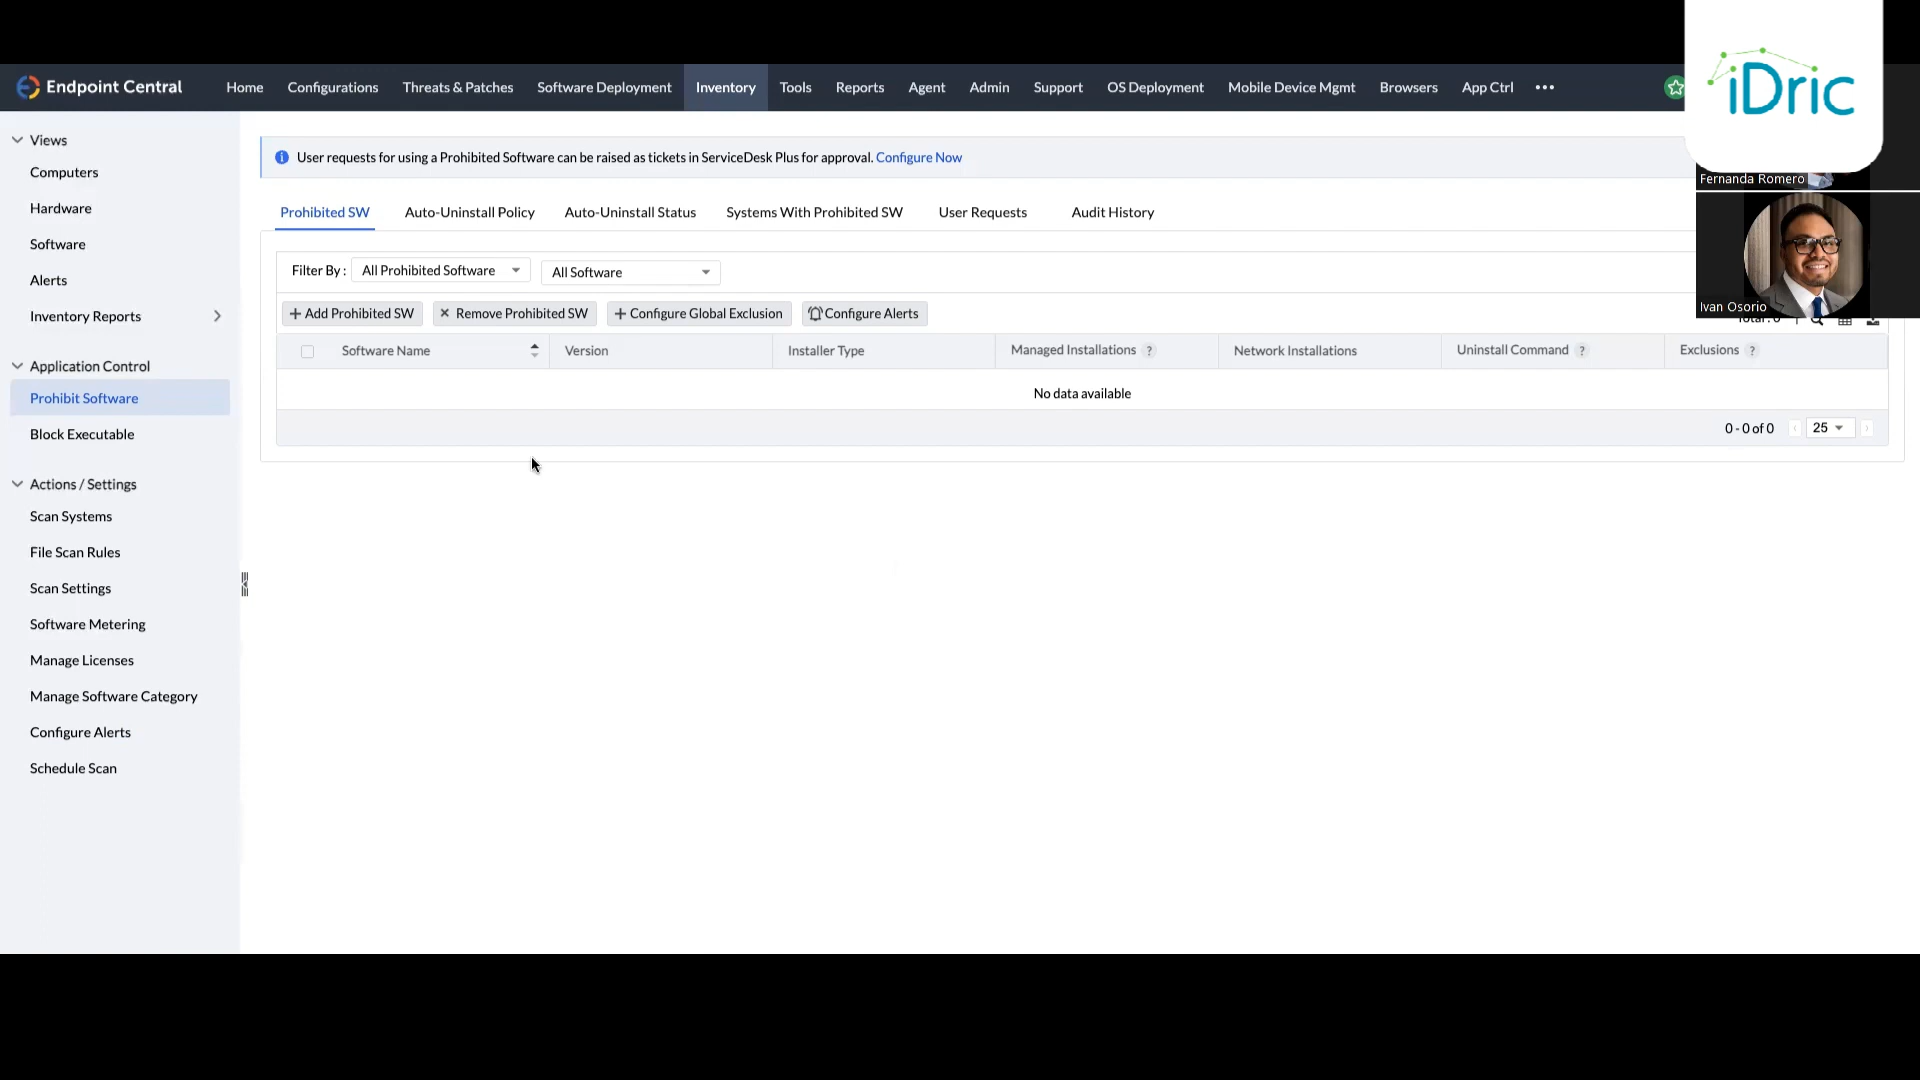 Endpoint Central
Home
Configurations
Threats & Patches
Software Deployment
Inventory
Tools
Reports
Agent
Admin
Support
OS Deployment
Mobile Device Mgmt
Browsers
App Ctrl
iDric
Fernanda Romero
Ivan Osorio
Views
Computers
Hardware
Software
Alerts
Inventory Reports
Application Control
Prohibit Software
Block Executable
Actions / Settings
Scan Systems
File Scan Rules
Scan Settings
Software Metering
Manage Licenses
Manage Software Category
Configure Alerts
Schedule Scan
User requests for using a Prohibited Software can be raised as tickets in ServiceDesk Plus for approval. Configure Now
Prohibited SW
Auto-Uninstall Policy
Auto-Uninstall Status
Systems With Prohibited SW
User Requests
Audit History
Filter By :
All Prohibited Software
All Software
+ Add Prohibited SW
× Remove Prohibited SW
+ Configure Global Exclusion
Configure Alerts
Software Name
Version
Installer Type
Managed Installations ?
Network Installations
Uninstall Command ?
Exclusions ?
No data available
0 - 0 of 0
25